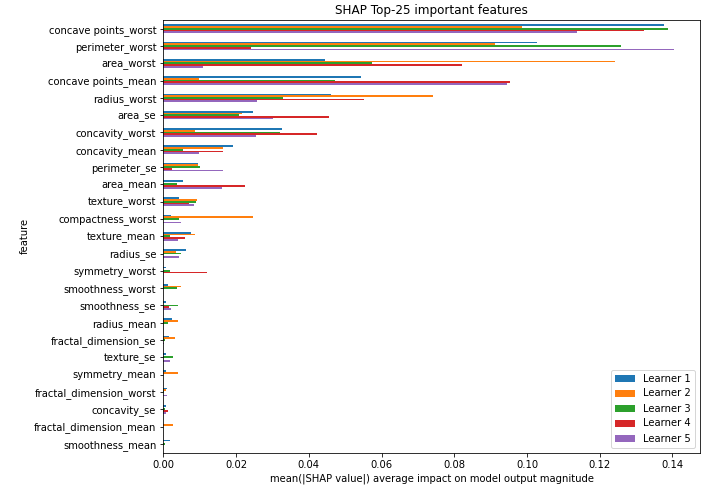 SHAP Top-25 important features
concave points_worst
perimeter_worst
area_worst
concave points_mean
radius_worst
area_se
concavity_worst
concavity_mean
perimeter_se
area_mean
texture_worst
compactness_worst
texture_mean
radius_se
symmetry_worst
smoothness_worst
smoothness_se
radius_mean
fractal_dimension_se
texture_se
symmetry_mean
fractal_dimension_worst
concavity_se
fractal_dimension_mean
smoothness_mean
feature
Learner 1
Learner 2
Learner 3
Learner 4
Learner 5
0.00 0.02 0.04 0.06 0.08 0.10 0.12 0.14
mean(|SHAP value|) average impact on model output magnitude